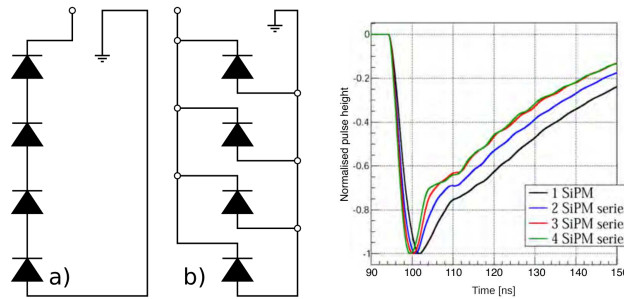 a)
b)
Normalised pulse height
0
-0.2
-0.4
-0.6
-0.8
-1
90 100 110 120 130 140 150
Time [ns]
1 SiPM
2 SiPM serie
3 SiPM serie
4 SiPM serie